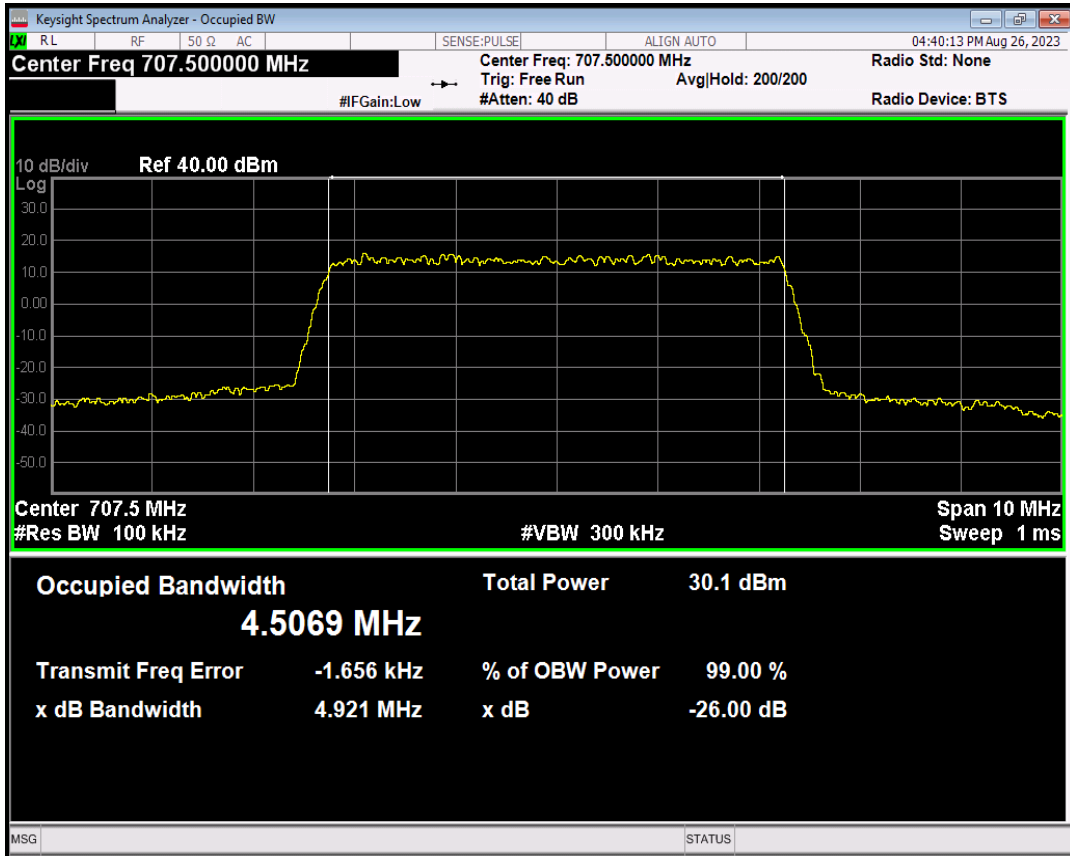 Keysight Spectrum Analyzer - Occupied BW
LXI RL RF 50 Ω AC SENSE:PULSE ALIGN AUTO 04:40:13 PM Aug 26, 2023
Center Freq 707.500000 MHz Center Freq: 707.500000 MHz Radio Std: None
Trig: Free Run Avg|Hold: 200/200
#IFGain:Low #Atten: 40 dB Radio Device: BTS
10 dB/div Ref 40.00 dBm
Log
30.0
20.0
10.0
0.00
-10.0
-20.0
-30.0
-40.0
-50.0
Center 707.5 MHz Span 10 MHz
#Res BW 100 kHz #VBW 300 kHz Sweep 1 ms
Occupied Bandwidth Total Power 30.1 dBm
4.5069 MHz
Transmit Freq Error -1.656 kHz % of OBW Power 99.00 %
x dB Bandwidth 4.921 MHz x dB -26.00 dB
MSG STATUS